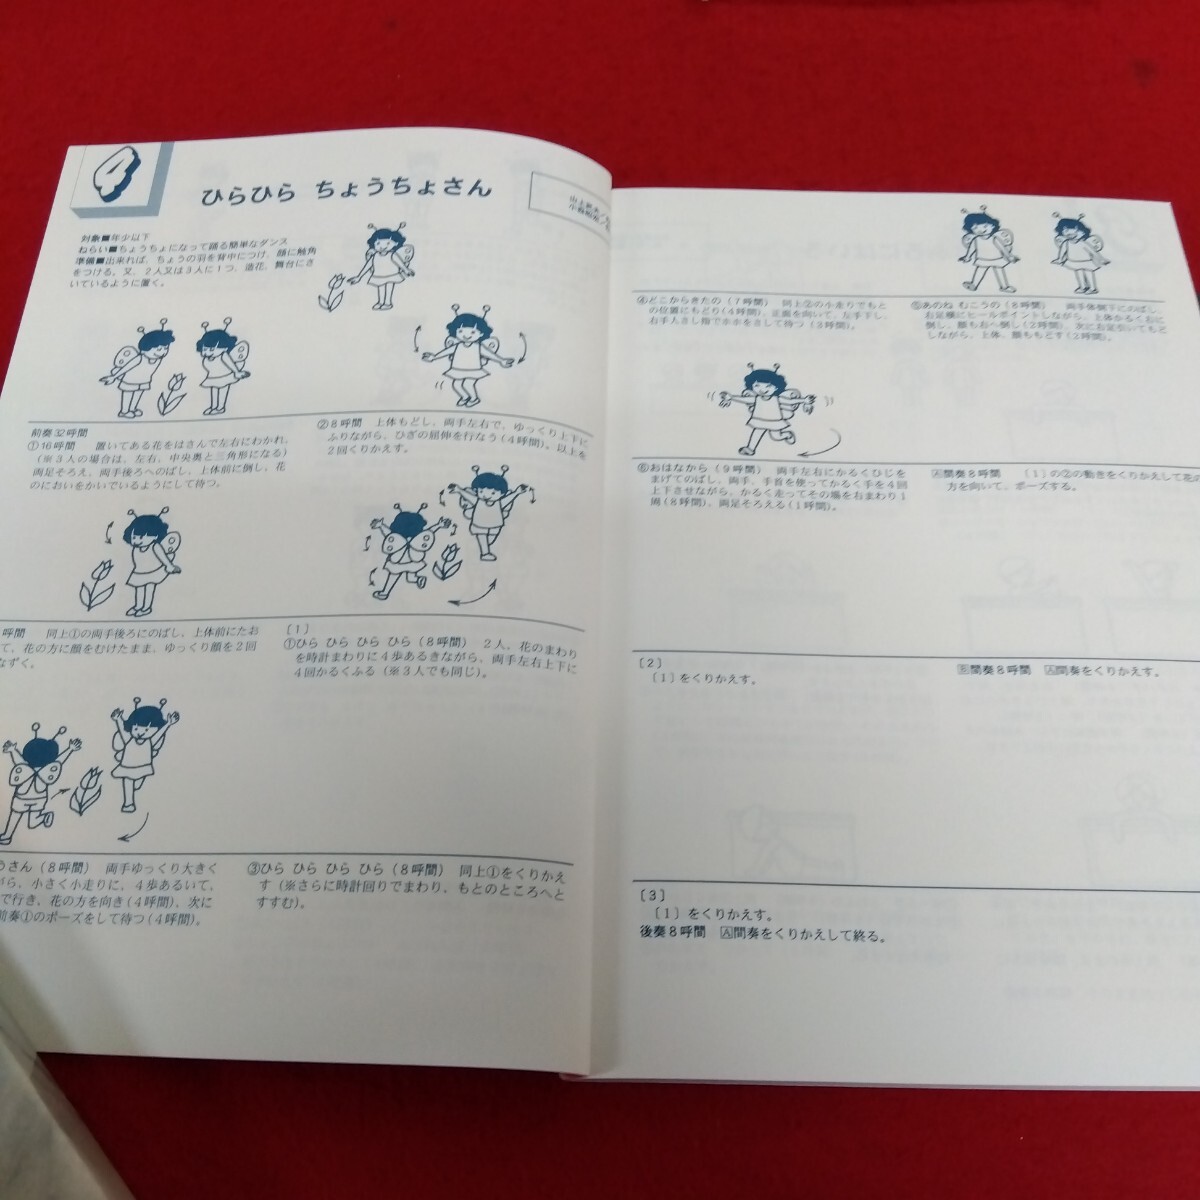 4
ひらひら ちょうちょさん
対象■年少以下
ねらい■ちょうちょになって踊る簡単なダンス
準備■出来れば、ちょうの羽を背中につけ、顔に触角
をつける。又、2人又は3人に1つ、造花、舞台にさ
いているように置く。
前奏32呼間
①16呼間 置いてある花をはさんで左右にわかれ、
(※3人の場合は、左右、中央奥と三角形になる)
両足そろえ、両手後ろへのばし、上体前に倒し、花
のにおいをかいでいるようにして待つ。
②8呼間 上体もどし、両手左右で、ゆっくり上下に
ふりながら、ひざの屈伸を行なう(4呼間)。以上を
2回くりかえす。
呼間 同上①の両手後ろにのばし、上体前にたお
て、花の方に顔をむけたまま、ゆっくり顔を2回
なずく。
〔1〕
①ひら ひら ひら ひら(8呼間) 2人、花のまわり
を時計まわりに4歩あるきながら、両手左右上下に
4回かるくふる(※3人でも同じ)。
うさん(8呼間) 両手ゆっくり大きく
がら、小さく小走りに、4歩あるいて、
で行き、花の方を向き(4呼間)、次に
前奏①のポーズをして待つ(4呼間)。
③ひら ひら ひら ひら(8呼間) 同上①をくりかえ
す(※さらに時計回りでまわり、もとのところへと
すすむ)。
④どこからきたの(7呼間) 同上②の小走りでもと
の位置にもどり(4呼間)、正面を向いて、左手下し、
右手人さし指でホホをさして待つ(3呼間)。
⑤あのね むこうの(8呼間) 両手体側下にのばし、
右足横にヒールポイントしながら、上体かるく右に
倒し、顔も右へ倒し(2呼間)、次に右足引いてもど
しながら、上体、顔ももどす(2呼間)。
⑥おはなから(9呼間) 両手左右にかるくひじを
まげてのばし、両手、手首を使ってかるく手を4回
上下させながら、かるく走ってその場をおまわり1
周(8呼間)、両足そろえる(1呼間)。
A間奏8呼間 〔1〕の②の動きをくりかえして花の
方を向いて、ポーズする。
〔2〕
〔1〕をくりかえす。
B間奏8呼間 A間奏をくりかえす。
〔3〕
〔1〕をくりかえす。
後奏8呼間 A間奏をくりかえして終る。